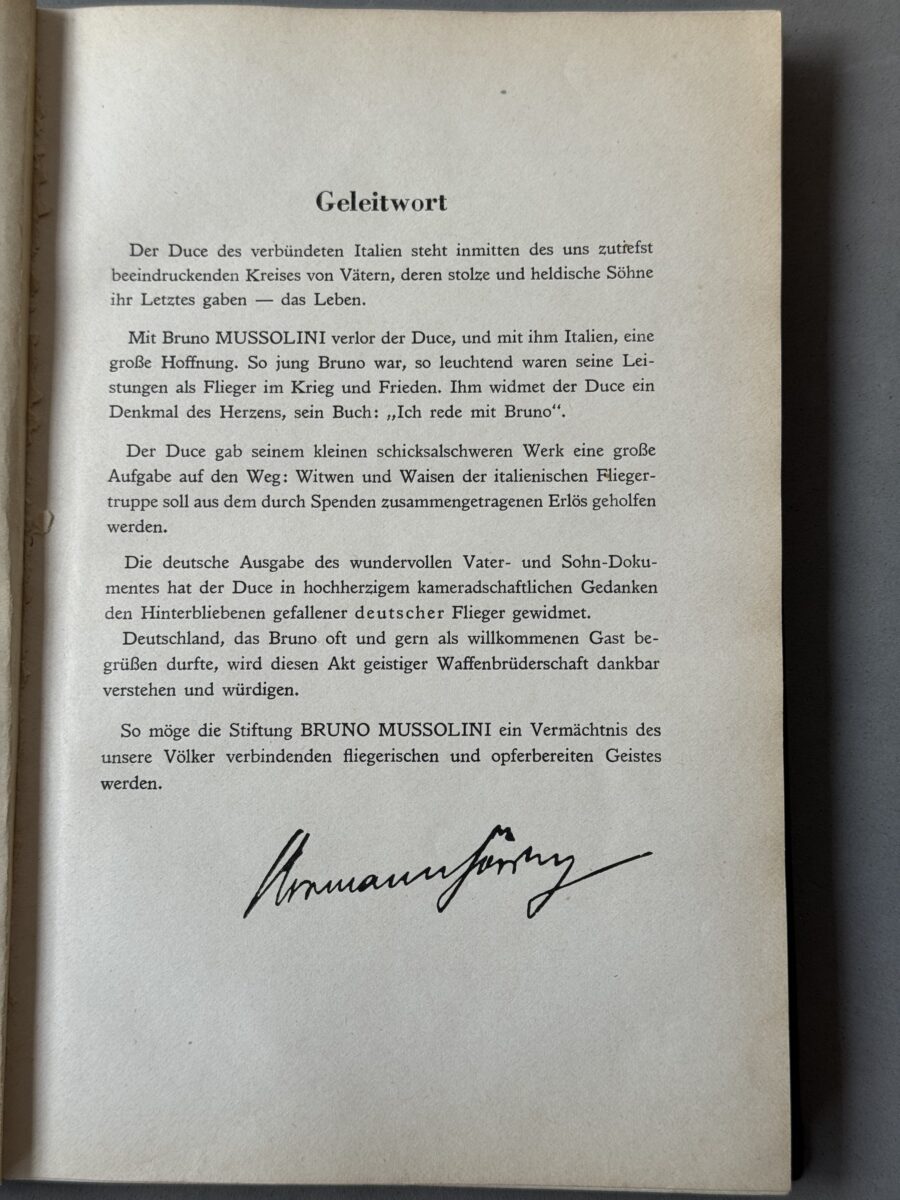 Geleitwort
Der Duce des verbündeten Italien steht inmitten des uns zutiefst
beeindruckenden Kreises von Vätern, deren stolze und heldische Söhne
ihr Letztes gaben — das Leben.
Mit Bruno MUSSOLINI verlor der Duce, und mit ihm Italien, eine
große Hoffnung. So jung Bruno war, so leuchtend waren seine Lei-
stungen als Flieger im Krieg und Frieden. Ihm widmet der Duce ein
Denkmal des Herzens, sein Buch: „Ich rede mit Bruno“.
Der Duce gab seinem kleinen schicksalschweren Werk eine große
Aufgabe auf den Weg: Witwen und Waisen der italienischen Flieger-
truppe soll aus dem durch Spenden zusammengetragenen Erlös geholfen
werden.
Die deutsche Ausgabe des wundervollen Vater- und Sohn-Doku-
mentes hat der Duce in hochherzigem kameradschaftlichen Gedanken
den Hinterbliebenen gefallener deutscher Flieger gewidmet.
Deutschland, das Bruno oft und gern als willkommenen Gast be-
grüßen durfte, wird diesen Akt geistiger Waffenbrüderschaft dankbar
verstehen und würdigen.
So möge die Stiftung BRUNO MUSSOLINI ein Vermächtnis des
unsere Völker verbindenden fliegerischen und opferbereiten Geistes
werden.
Hermann Göring